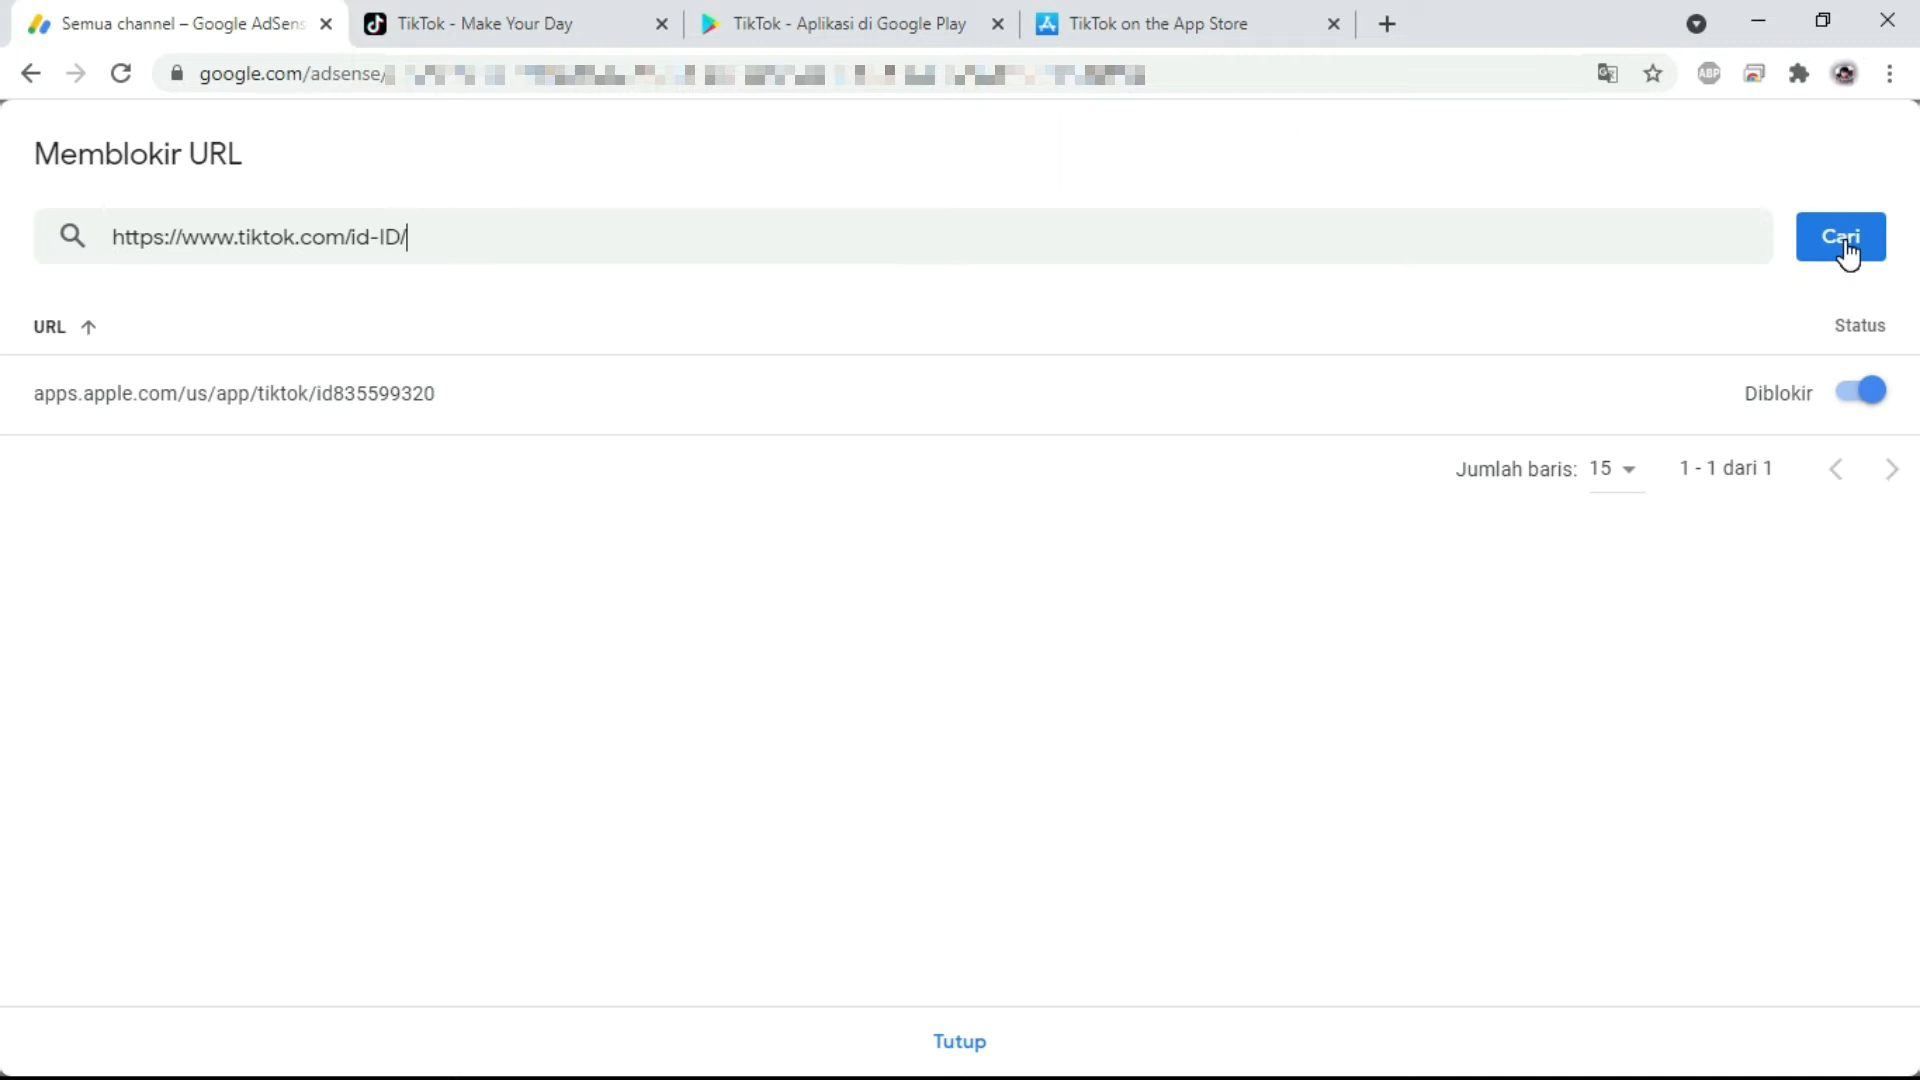 Semua channel – Google AdSens
TikTok - Make Your Day
TikTok - Aplikasi di Google Play
TikTok on the App Store
google.com/adsense/
ABP
Memblokir URL
https://www.tiktok.com/id-ID/
Cari
URL
Status
apps.apple.com/us/app/tiktok/id835599320
Diblokir
Jumlah baris: 15
1 - 1 dari 1
Tutup